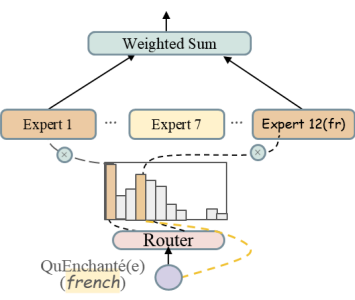 Weighted Sum
Expert 1 ... Expert 7 ... Expert 12(fr)
Router
QuEnchanté(e)
(french)